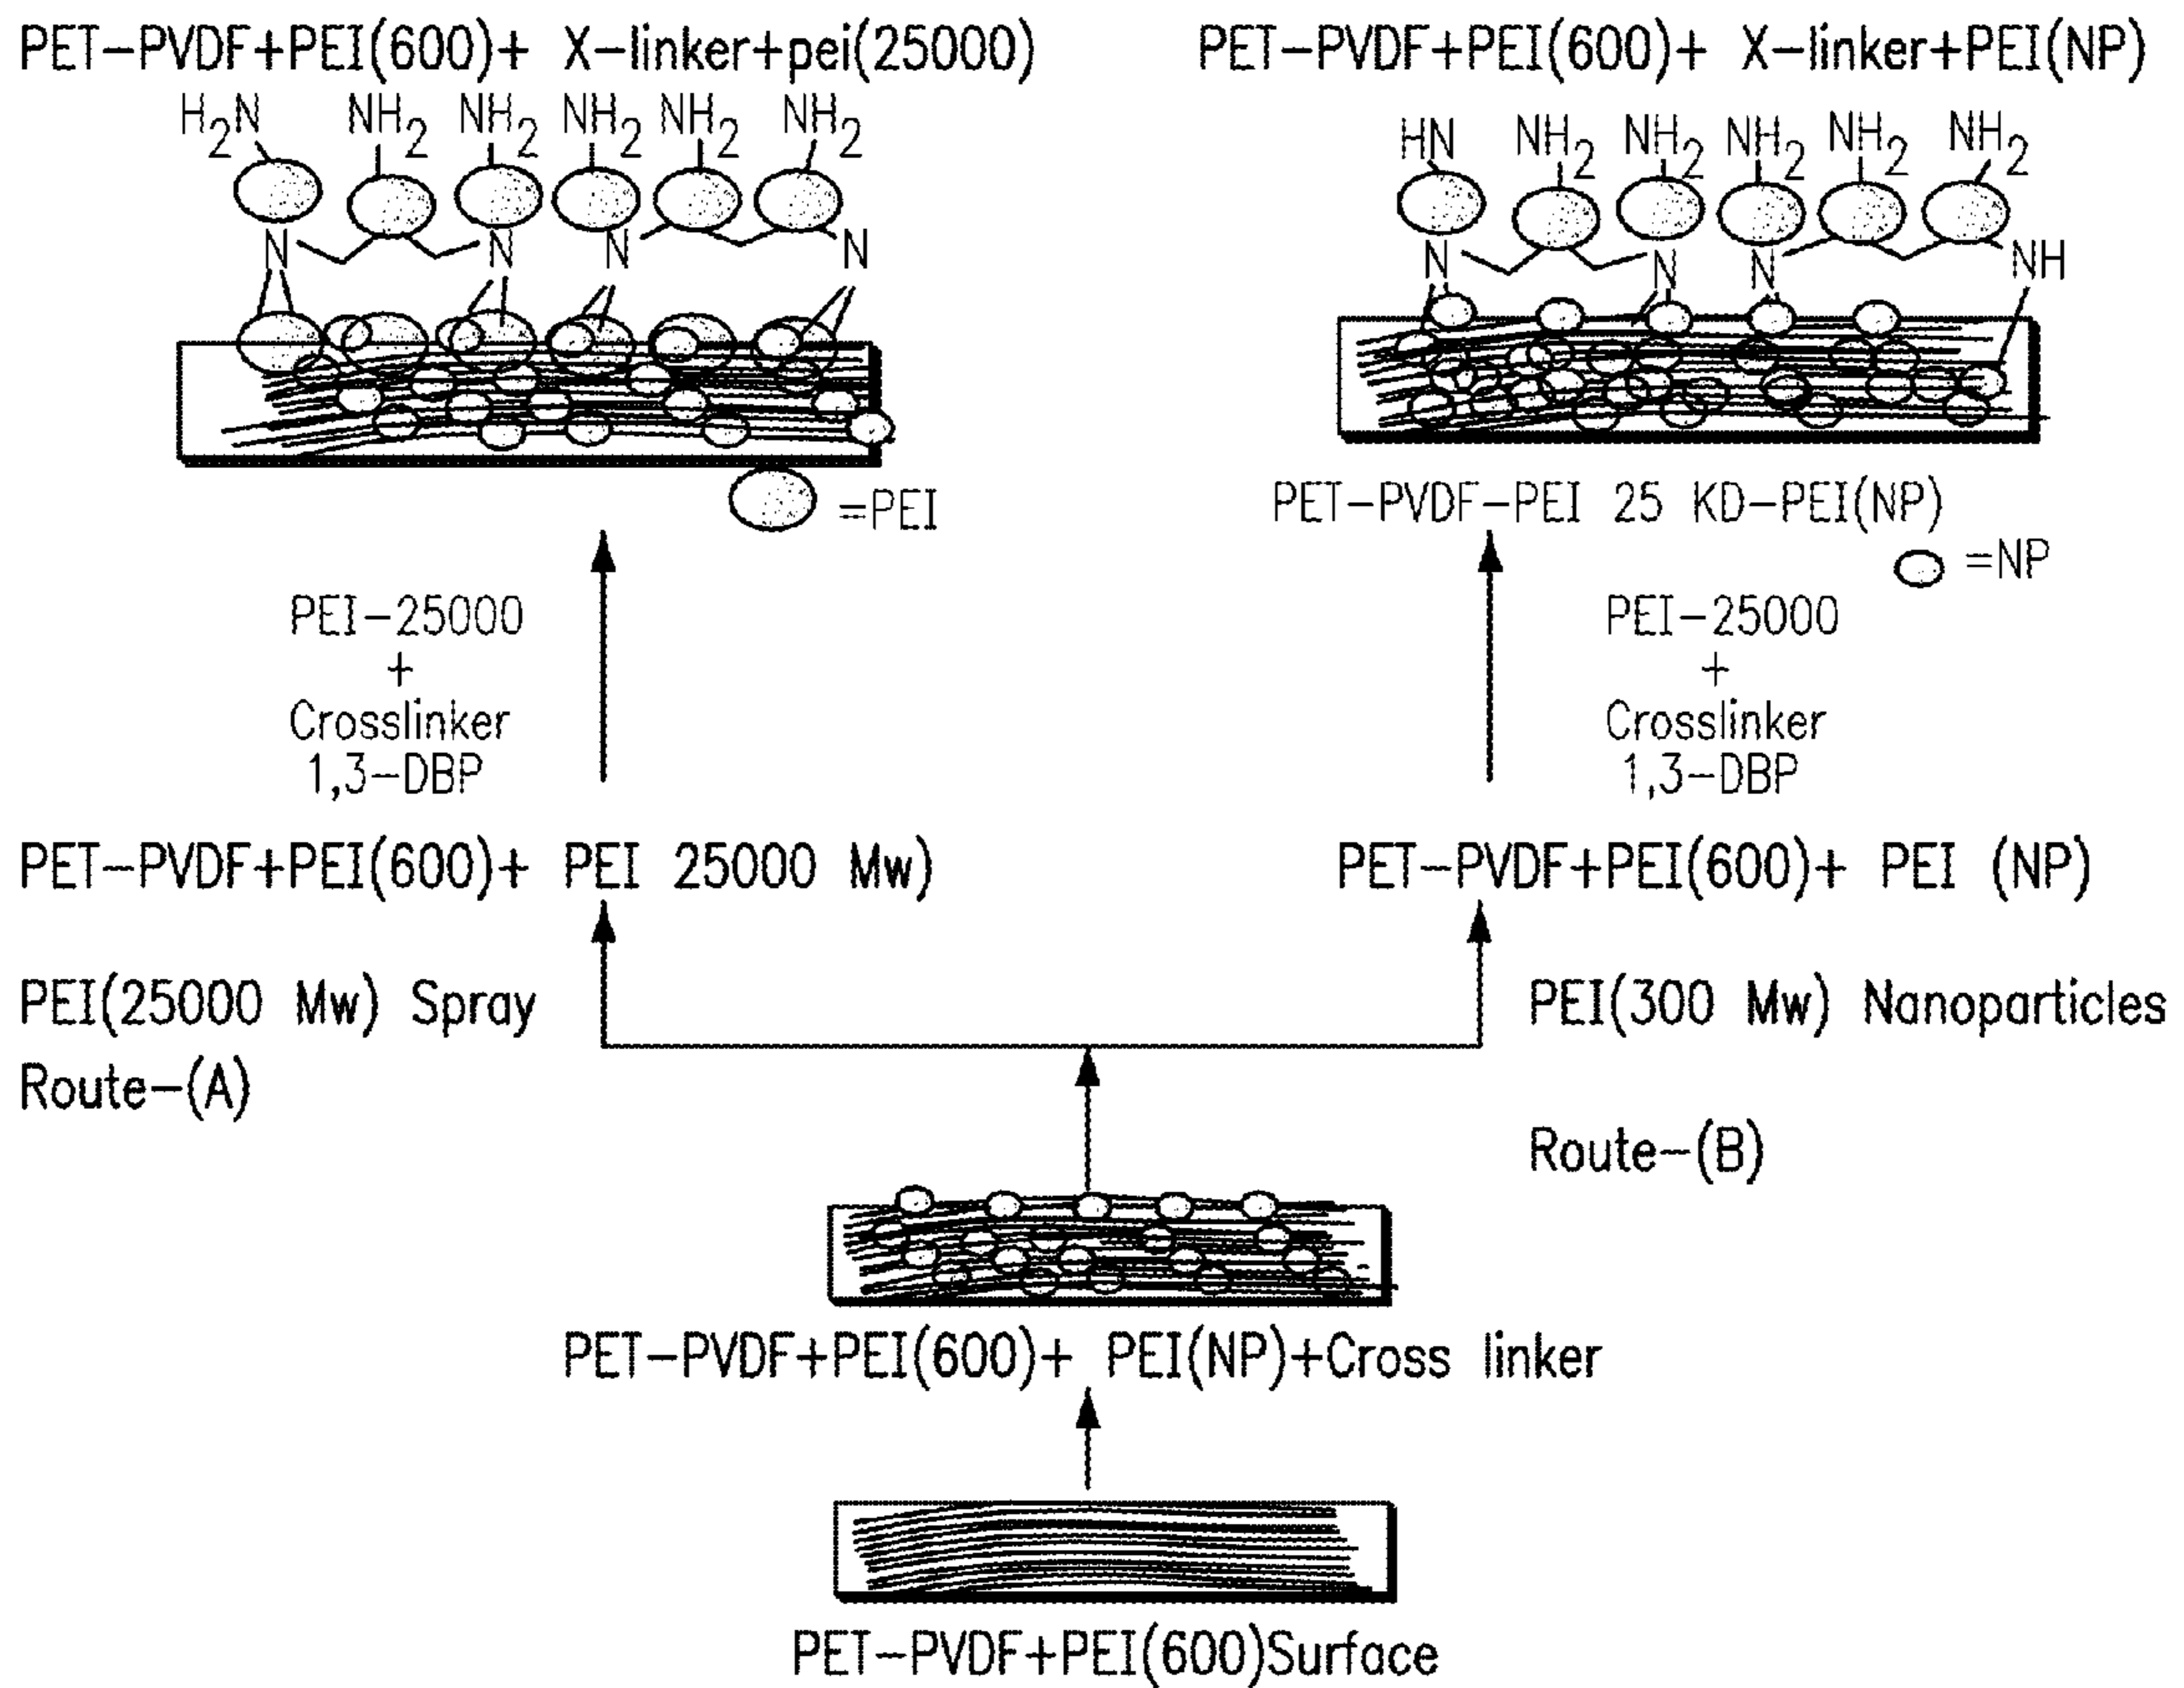 PET-PVDF+PEI(600)+ X-linker+pei(25000)
PET-PVDF+PEI(600)+ X-linker+PEI(NP)
H2N NH2 NH2 NH2 NH2 NH2
HN NH2 NH2 NH2 NH2 NH2
N N N N
N N N NH
=PEI
PET-PVDF-PEI 25 KD-PEI(NP)
=NP
PEI-25000
+
Crosslinker
1,3-DBP
PEI-25000
+
Crosslinker
1,3-DBP
PET-PVDF+PEI(600)+ PEI 25000 Mw)
PET-PVDF+PEI(600)+ PEI (NP)
PEI(25000 Mw) Spray
Route-(A)
PEI(300 Mw) Nanoparticles
Route-(B)
PET-PVDF+PEI(600)+ PEI(NP)+Cross linker
PET-PVDF+PEI(600)Surface